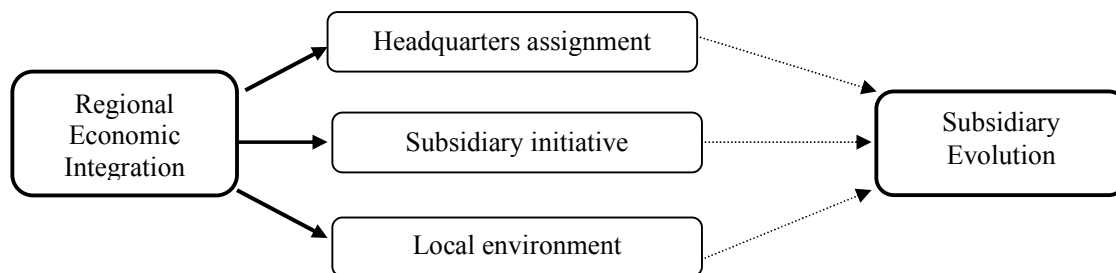 Regional
Economic
Integration
Headquarters assignment
Subsidiary initiative
Local environment
Subsidiary
Evolution